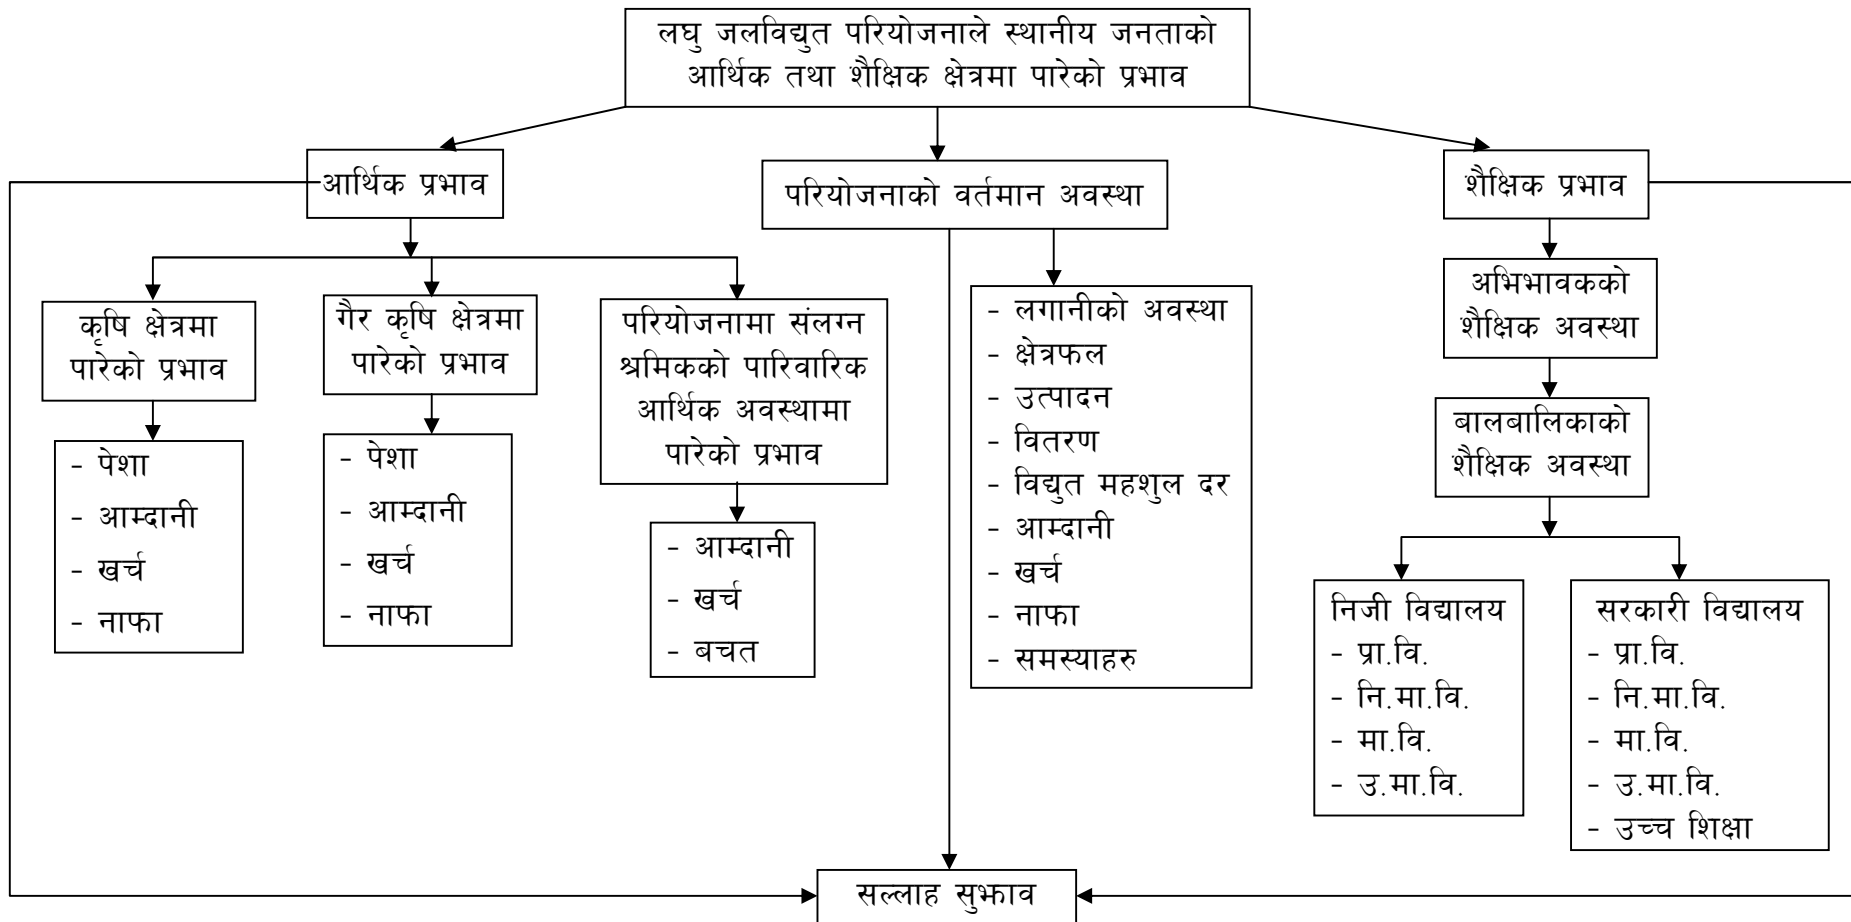 लघु जलविद्युत परियोजनाले स्थानीय जनताको
आर्थिक तथा शैक्षिक क्षेत्रमा पारेको प्रभाव
आर्थिक प्रभाव
परियोजनाको वर्तमान अवस्था
शैक्षिक प्रभाव
कृषि क्षेत्रमा
पारेको प्रभाव
- पेशा
- आम्दानी
- खर्च
- नाफा
गैर कृषि क्षेत्रमा
पारेको प्रभाव
- पेशा
- आम्दानी
- खर्च
- नाफा
परियोजनामा संलग्न
श्रमिकको पारिवारिक
आर्थिक अवस्थामा
पारेको प्रभाव
- आम्दानी
- खर्च
- बचत
- लगानीको अवस्था
- क्षेत्रफल
- उत्पादन
- वितरण
- विद्युत महशुल दर
- आम्दानी
- खर्च
- नाफा
- समस्याहरु
अभिभावकको
शैक्षिक अवस्था
बालबालिकाको
शैक्षिक अवस्था
निजी विद्यालय
- प्रा.वि.
- नि.मा.वि.
- मा.वि.
- उ.मा.वि.
सरकारी विद्यालय
- प्रा.वि.
- नि.मा.वि.
- मा.वि.
- उ.मा.वि.
- उच्च शिक्षा
सल्लाह सुझाव